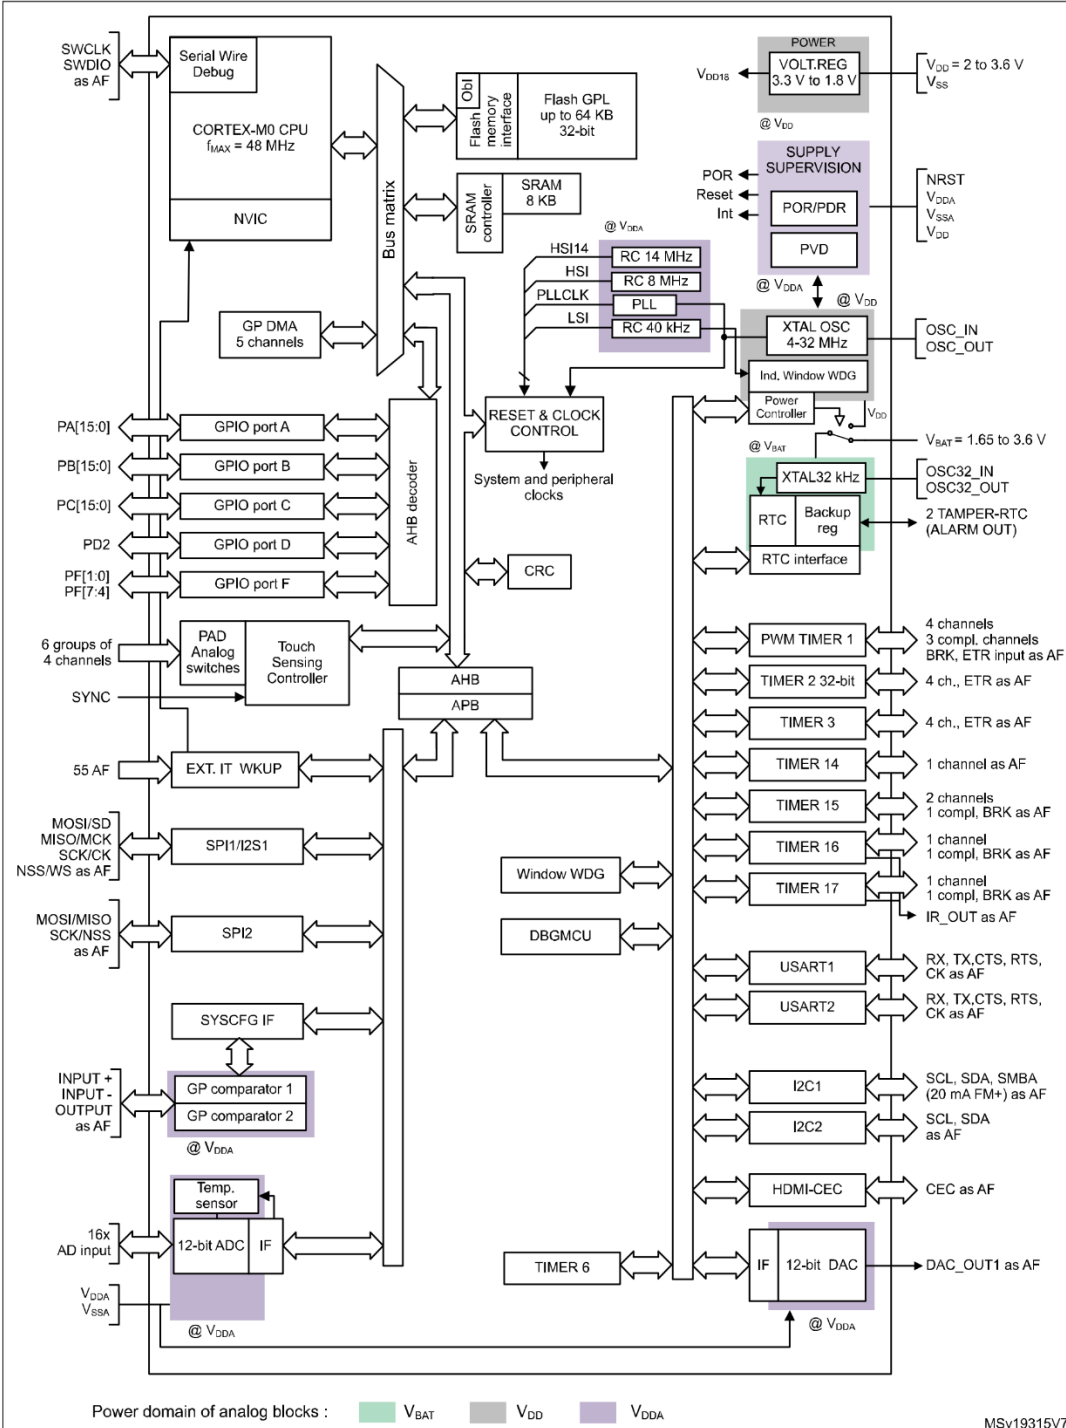 SWCLK
SWDIO
as AF
Serial Wire
Debug
CORTEX-M0 CPU
fMAX = 48 MHz
NVIC
Bus matrix
Obl
Flash
memory
interface
Flash GPL
up to 64 KB
32-bit
SRAM
controller
SRAM
8 KB
POWER
VOLT.REG
3.3 V to 1.8 V
VDD18
VDD = 2 to 3.6 V
VSS
@ VDD
SUPPLY
SUPERVISION
POR/PDR
PVD
POR
Reset
Int
NRST
VDDA
VSSA
VDD
@ VDDA
@ VDD
@ VDDA
HSI14
HSI
PLLCLK
LSI
RC 14 MHz
RC 8 MHz
PLL
RC 40 kHz
XTAL OSC
4-32 MHz
Ind. Window WDG
Power
Controller
OSC_IN
OSC_OUT
VDD
@ VBAT
VBAT = 1.65 to 3.6 V
XTAL32 kHz
OSC32_IN
OSC32_OUT
RTC
Backup
reg
2 TAMPER-RTC
(ALARM OUT)
RTC interface
GP DMA
5 channels
RESET & CLOCK
CONTROL
System and peripheral
clocks
PA[15:0]
GPIO port A
PB[15:0]
GPIO port B
PC[15:0]
GPIO port C
PD2
GPIO port D
PF[1:0]
PF[7:4]
GPIO port F
AHB decoder
CRC
6 groups of
4 channels
SYNC
PAD
Analog
switches
Touch
Sensing
Controller
AHB
APB
55 AF
EXT. IT WKUP
MOSI/SD
MISO/MCK
SCK/CK
NSS/WS as AF
SPI1/I2S1
MOSI/MISO
SCK/NSS
as AF
SPI2
SYSCFG IF
INPUT +
INPUT -
OUTPUT
as AF
GP comparator 1
GP comparator 2
@ VDDA
Temp.
sensor
16x
AD input
12-bit ADC
IF
VDDA
VSSA
@ VDDA
Window WDG
DBGMCU
TIMER 6
PWM TIMER 1
4 channels
3 compl. channels
BRK, ETR input as AF
TIMER 2 32-bit
4 ch., ETR as AF
TIMER 3
4 ch., ETR as AF
TIMER 14
1 channel as AF
TIMER 15
2 channels
1 compl, BRK as AF
TIMER 16
1 channel
1 compl, BRK as AF
TIMER 17
1 channel
1 compl, BRK as AF
IR_OUT as AF
USART1
RX, TX,CTS, RTS,
CK as AF
USART2
RX, TX,CTS, RTS,
CK as AF
I2C1
SCL, SDA, SMBA
(20 mA FM+) as AF
I2C2
SCL, SDA
as AF
HDMI-CEC
CEC as AF
IF
12-bit DAC
DAC_OUT1 as AF
@ VDDA
Power domain of analog blocks :
VBAT
VDD
VDDA
MSv19315V7